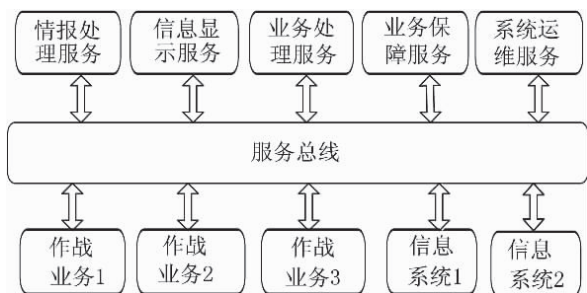 情报处
理服务
信息显
示服务
业务处
理服务
业务保
障服务
系统运
维服务
服务总线
作战
业务1
作战
业务2
作战
业务3
信息
系统1
信息
系统2